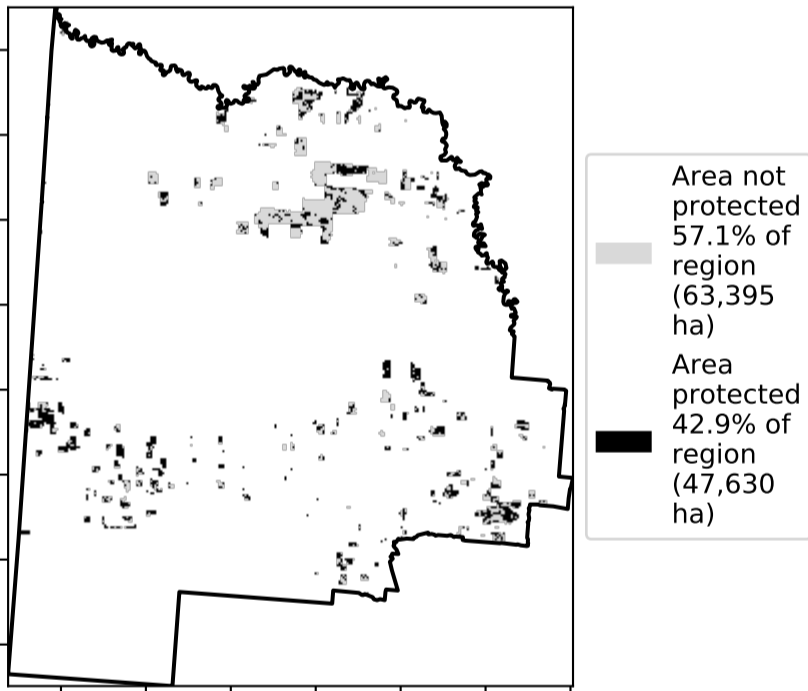 Area not
protected
57.1% of
region
(63,395
ha)
Area
protected
42.9% of
region
(47,630
ha)